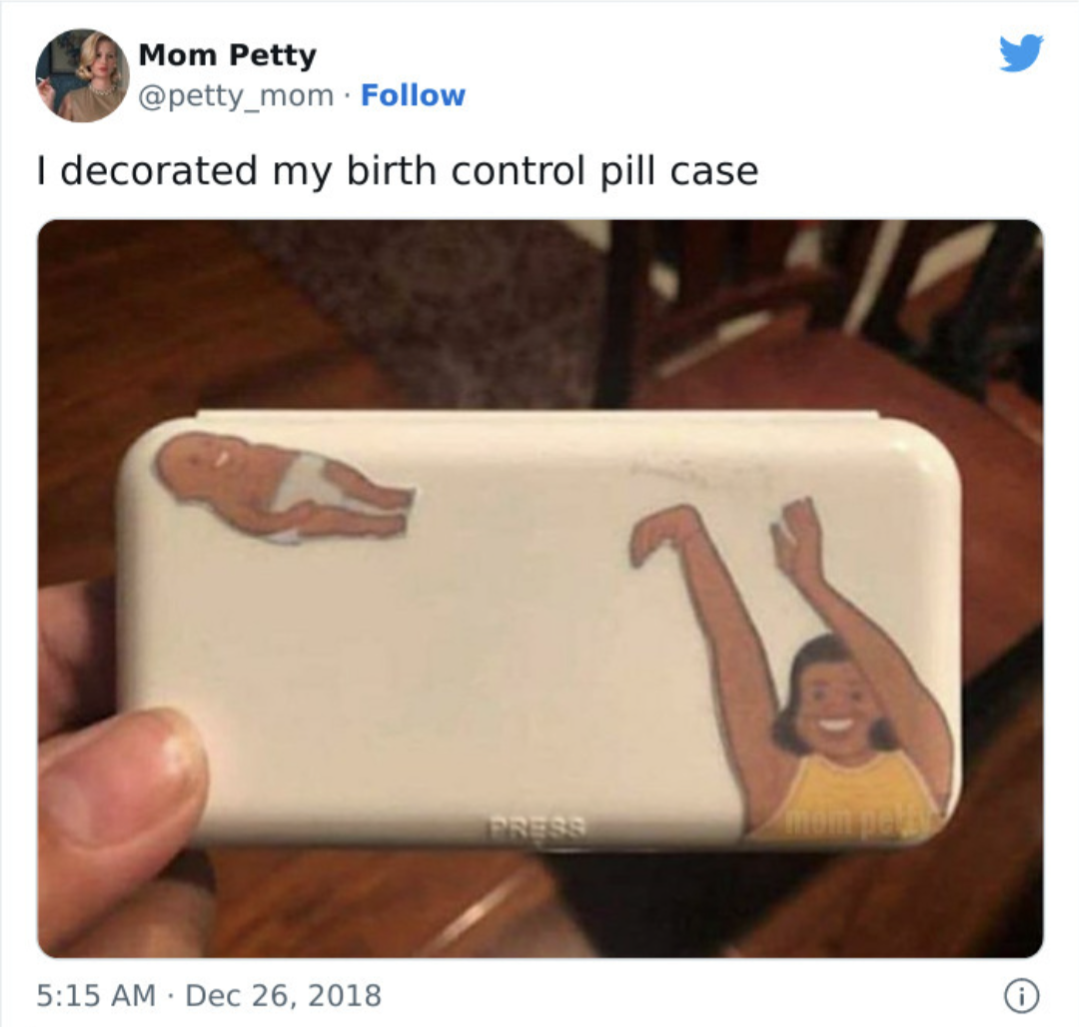 Mom Petty
@petty_mom · Follow
I decorated my birth control pill case
PRESS
mom petty
5:15 AM · Dec 26, 2018